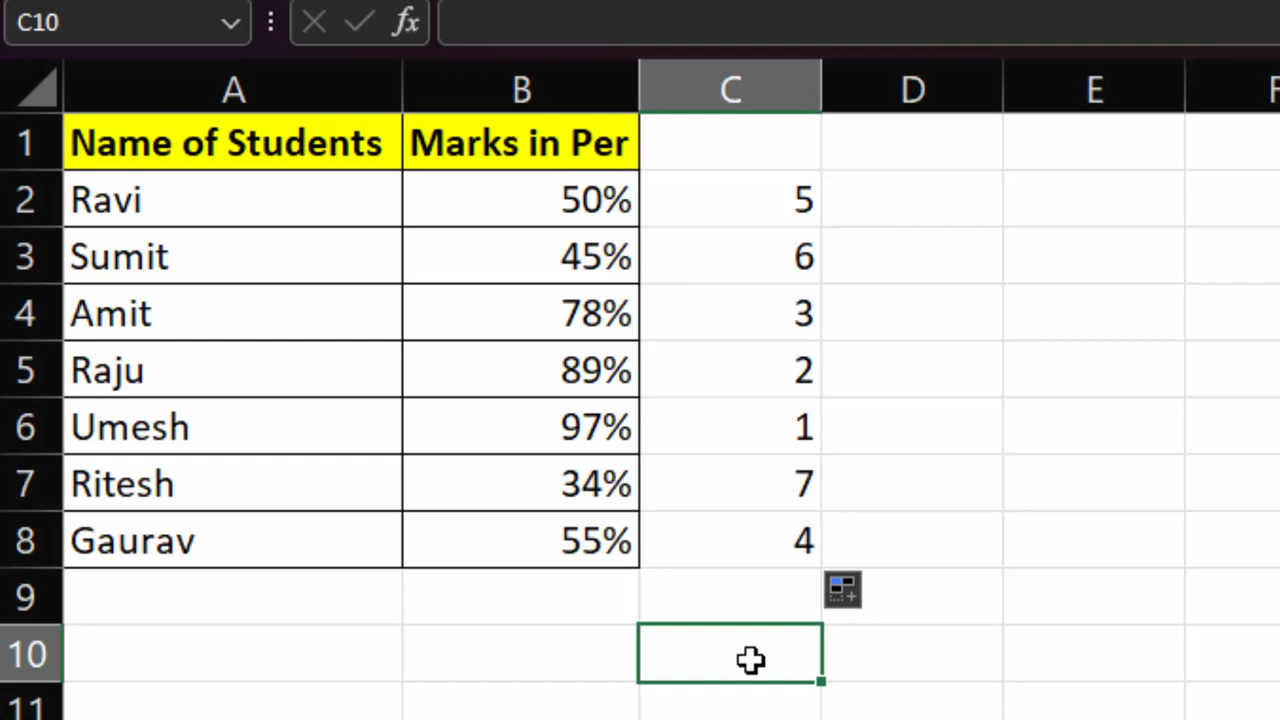 C10 fx
A B C D E F
1 Name of Students Marks in Per
2 Ravi 50% 5
3 Sumit 45% 6
4 Amit 78% 3
5 Raju 89% 2
6 Umesh 97% 1
7 Ritesh 34% 7
8 Gaurav 55% 4
9
10
11